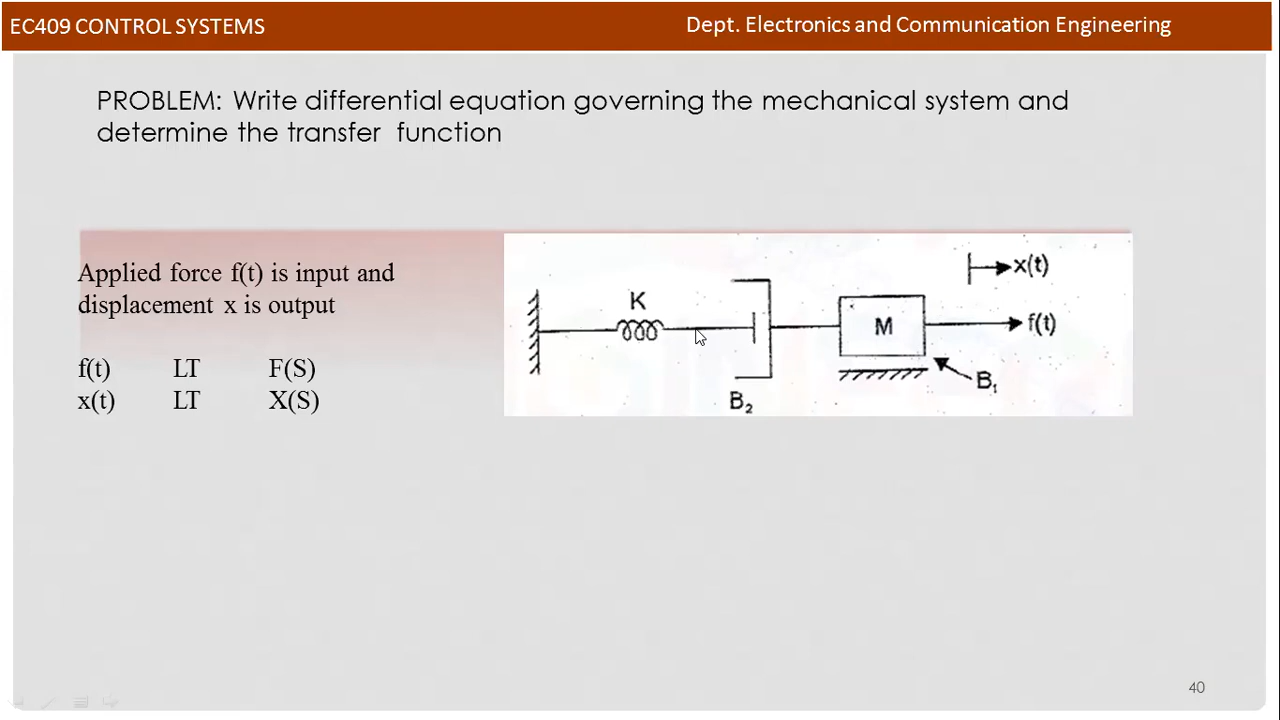 EC409 CONTROL SYSTEMS
Dept. Electronics and Communication Engineering
PROBLEM: Write differential equation governing the mechanical system and
determine the transfer function
Applied force f(t) is input and
displacement x is output
f(t) LT F(S)
x(t) LT X(S)
x(t)
K
M
f(t)
B₁
B₂
40